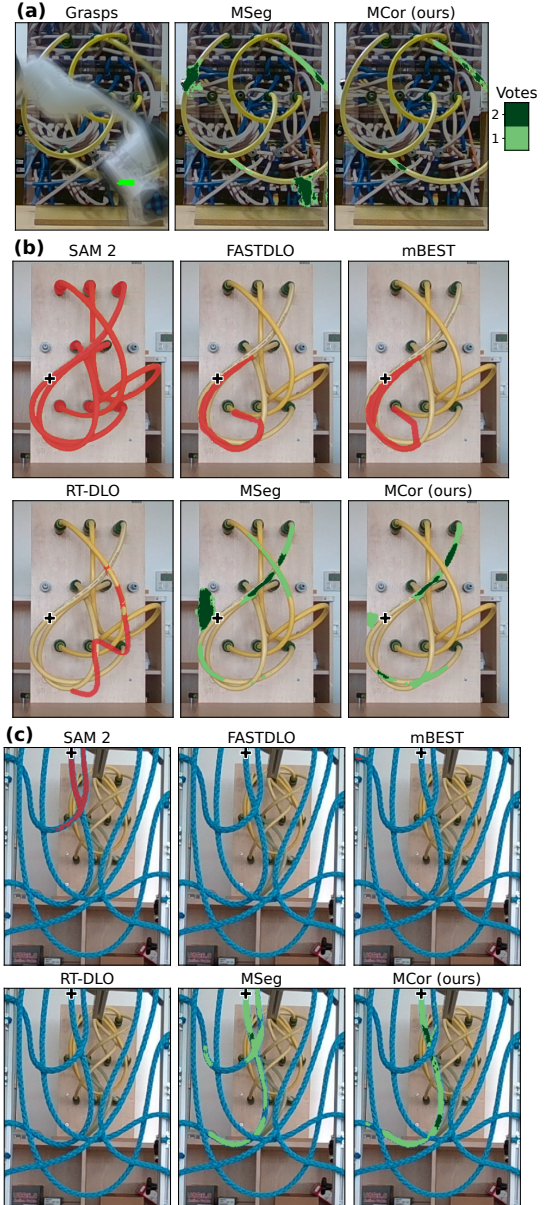 (a)
Grasps MSeg MCor (ours)
Votes
2
1
(b)
SAM 2 FASTDLO mBEST
RT-DLO MSeg MCor (ours)
(c)
SAM 2 FASTDLO mBEST
RT-DLO MSeg MCor (ours)